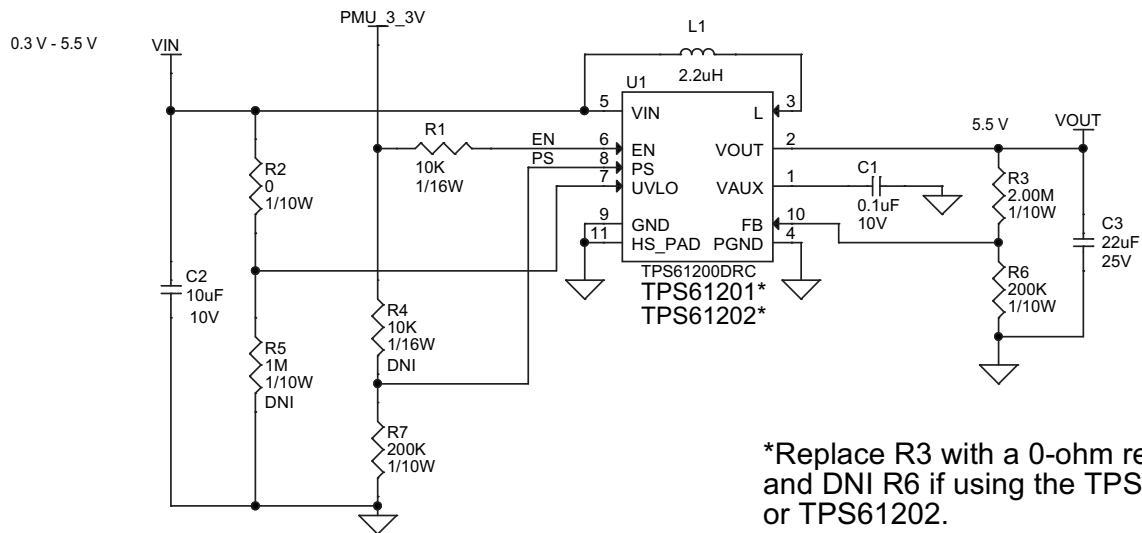 PMU_3_3V
L1
0.3 V - 5.5 V
VIN
2.2uH
U1
5
VIN
L
3
R1
EN
6
EN
VOUT
2
5.5 V
VOUT
10K
1/16W
PS
8
PS
7
UVLO
VAUX
1
C1
0.1uF
10V
R2
0
1/10W
R3
2.00M
1/10W
9
GND
FB
10
11
HS_PAD
PGND
4
C3
22uF
25V
TPS61200DRC
TPS61201*
TPS61202*
C2
10uF
10V
R6
200K
1/10W
R4
10K
1/16W
DNI
R5
1M
1/10W
DNI
R7
200K
1/10W
*Replace R3 with a 0-ohm
and DNI R6 if using the
or TPS61202.